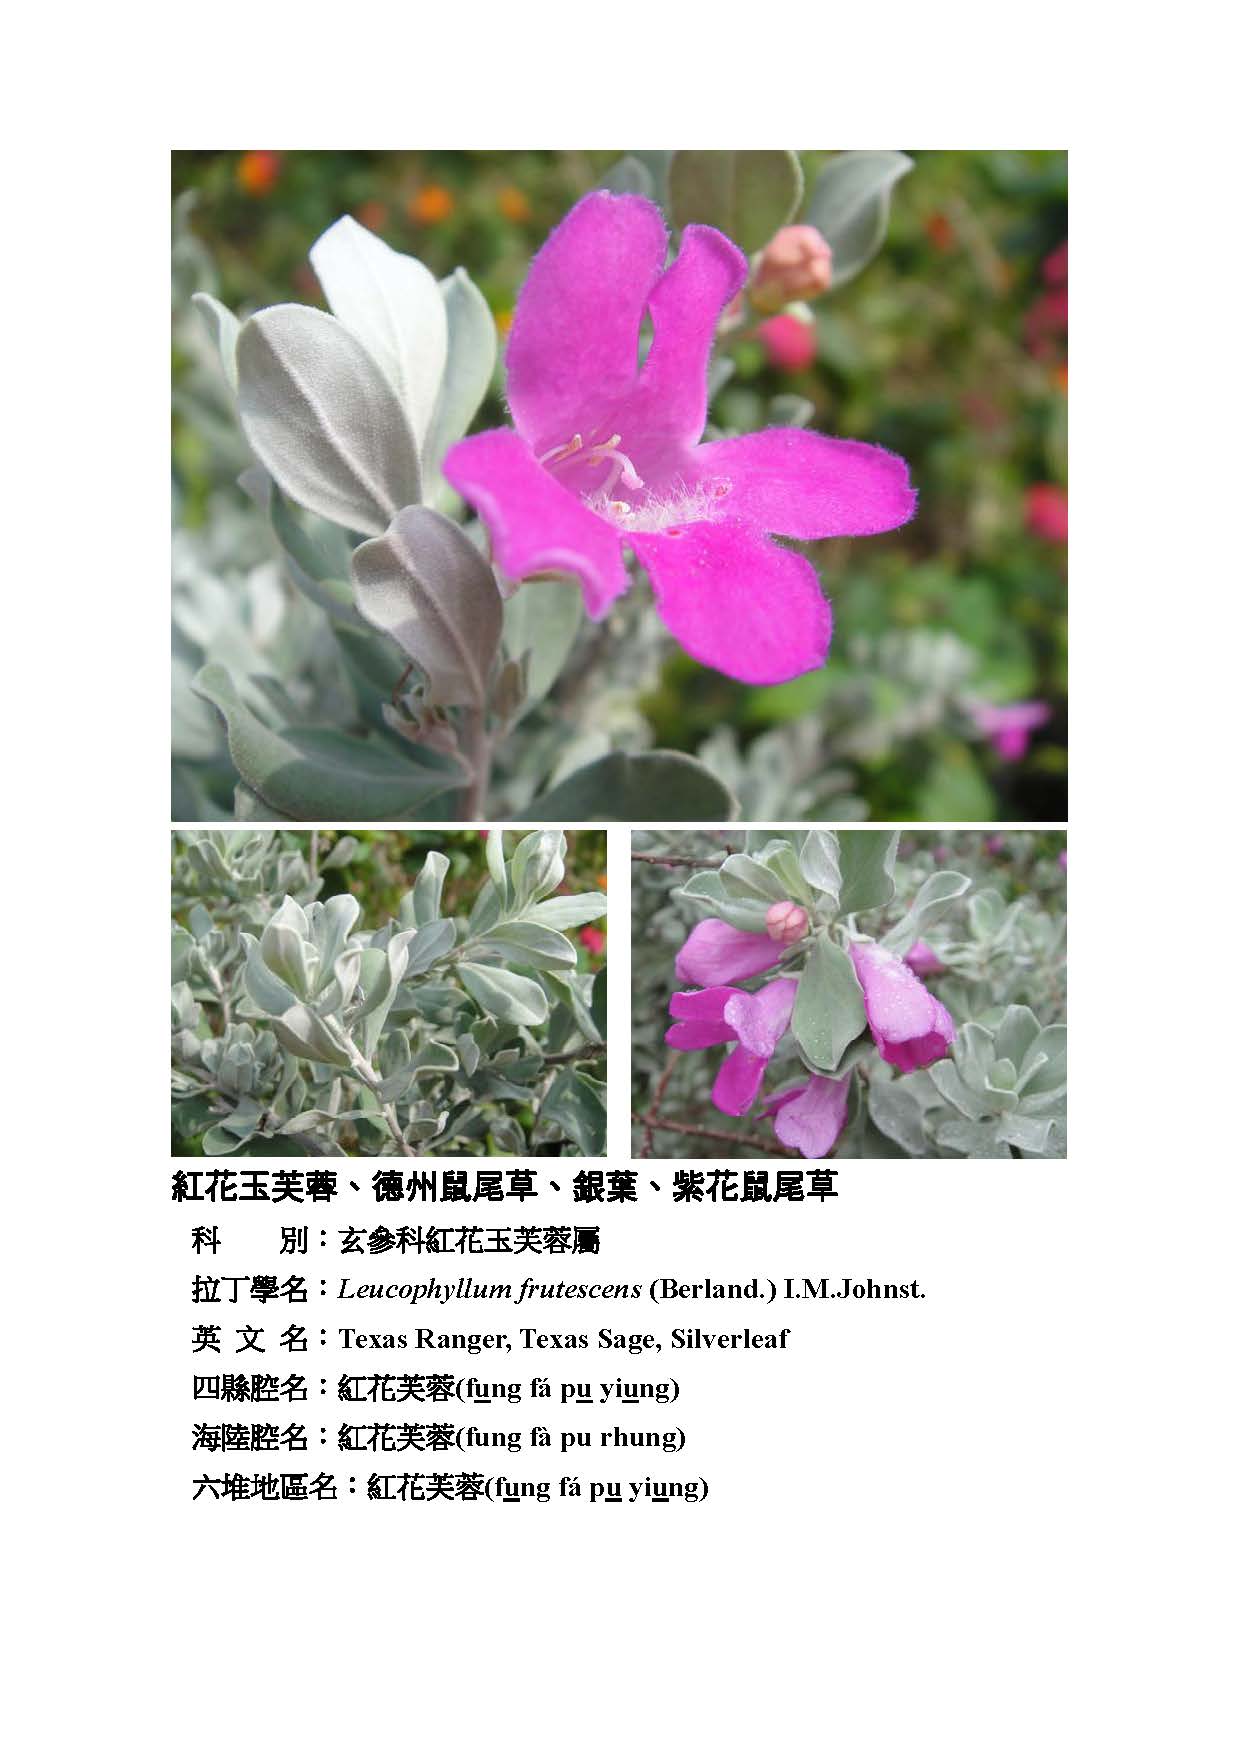 紅花玉芙蓉、德州鼠尾草、銀葉、紫花鼠尾草
科　　別：玄參科紅花玉芙蓉屬
拉丁學名：Leucophyllum frutescens (Berland.) I.M.Johnst.
英 文 名：Texas Ranger, Texas Sage, Silverleaf
四縣腔名：紅花芙蓉(fung fá pu yiung)
海陸腔名：紅花芙蓉(fung fà pu rhung)
六堆地區名：紅花芙蓉(fung fá pu yiung)